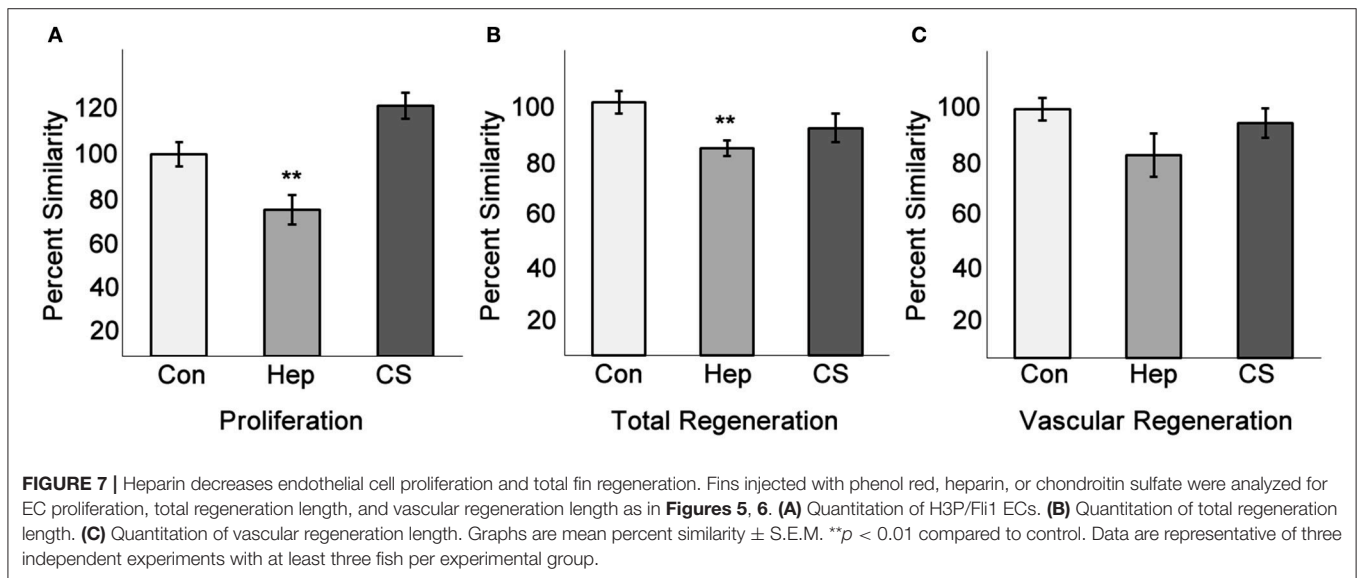 A
Percent Similarity
120
100
80
60
40
20
**
Con Hep CS
Proliferation
B
Percent Similarity
100
80
60
40
20
**
Con Hep CS
Total Regeneration
C
Percent Similarity
100
80
60
40
20
Con Hep CS
Vascular Regeneration
FIGURE 7 | Heparin decreases endothelial cell proliferation and total fin regeneration. Fins injected with phenol red, heparin, or chondroitin sulfate were analyzed for
EC proliferation, total regeneration length, and vascular regeneration length as in Figures 5, 6. (A) Quantitation of H3P/Fli1 ECs. (B) Quantitation of total regeneration
length. (C) Quantitation of vascular regeneration length. Graphs are mean percent similarity ± S.E.M. **p < 0.01 compared to control. Data are representative of three
independent experiments with at least three fish per experimental group.